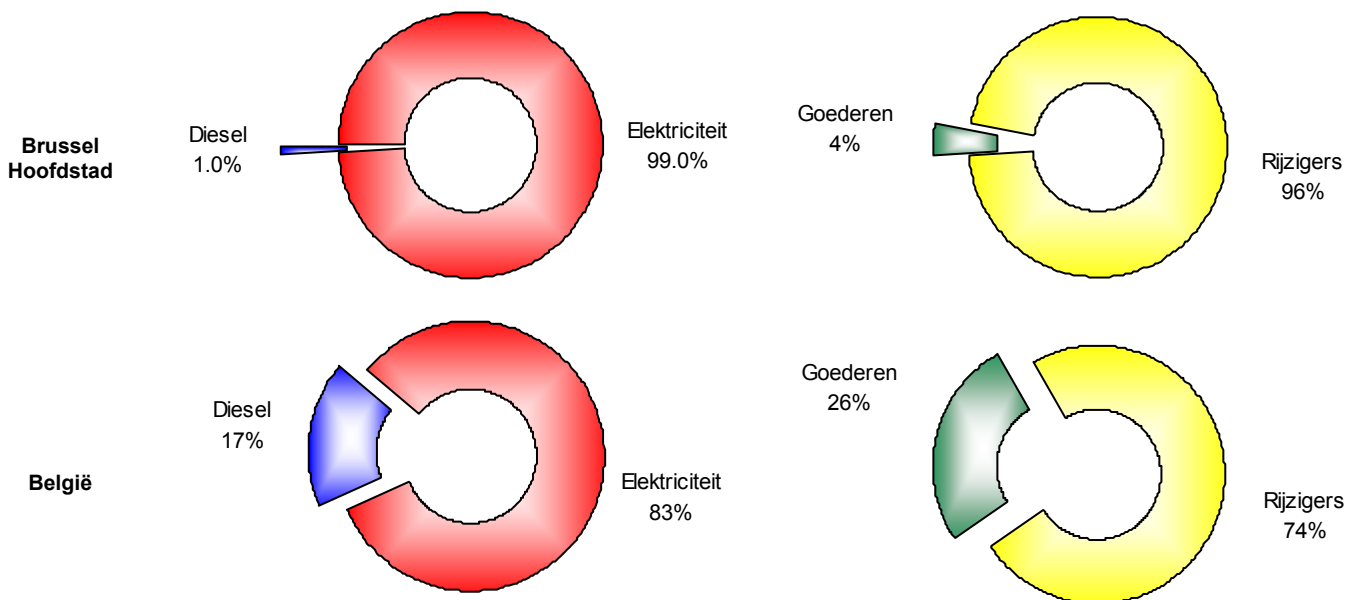 Brussel
Hoofdstad
Diesel
1.0%
Elektriciteit
99.0%
Goederen
4%
Rijzigers
96%
België
Diesel
17%
Elektriciteit
83%
Goederen
26%
Rijzigers
74%